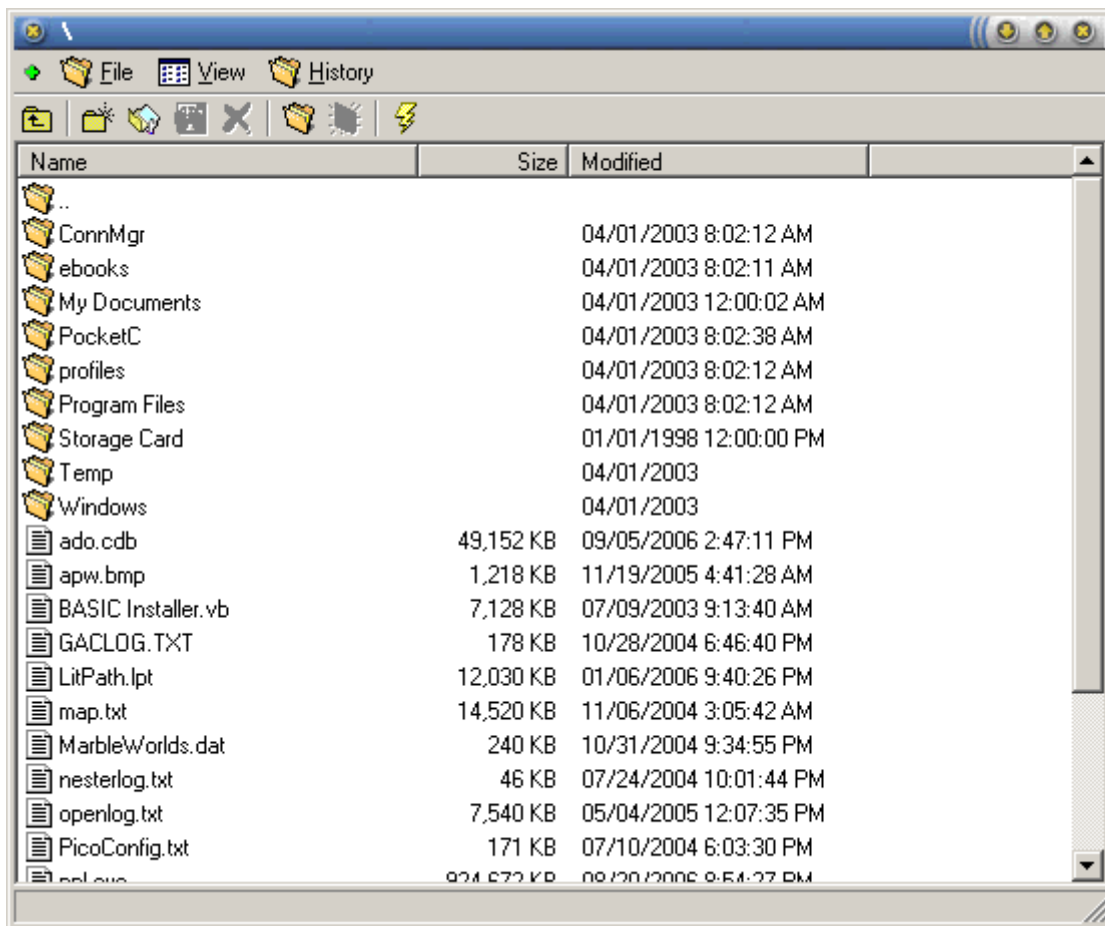 \
File View History
Name Size Modified
..
ConnMgr 04/01/2003 8:02:12 AM
ebooks 04/01/2003 8:02:11 AM
My Documents 04/01/2003 12:00:02 AM
PocketC 04/01/2003 8:02:38 AM
profiles 04/01/2003 8:02:12 AM
Program Files 04/01/2003 8:02:12 AM
Storage Card 01/01/1998 12:00:00 PM
Temp 04/01/2003
Windows 04/01/2003
ado.cdb 49,152 KB 09/05/2006 2:47:11 PM
apw.bmp 1,218 KB 11/19/2005 4:41:28 AM
BASIC Installer.vb 7,128 KB 07/09/2003 9:13:40 AM
GACLOG.TXT 178 KB 10/28/2004 6:46:40 PM
LitPath.lpt 12,030 KB 01/06/2006 9:40:26 PM
map.txt 14,520 KB 11/06/2004 3:05:42 AM
MarbleWorlds.dat 240 KB 10/31/2004 9:34:55 PM
nesterlog.txt 46 KB 07/24/2004 10:01:44 PM
openlog.txt 7,540 KB 05/04/2005 12:07:35 PM
PicoConfig.txt 171 KB 07/10/2004 6:03:30 PM